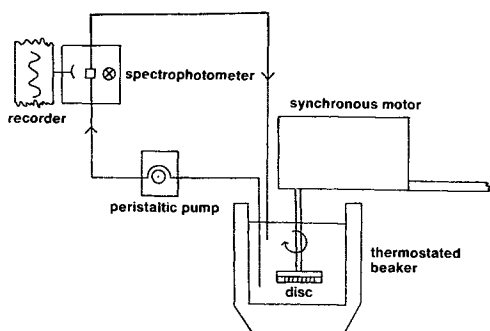 spectrophotometer
recorder
synchronous motor
peristaltic pump
thermostated
beaker
disc